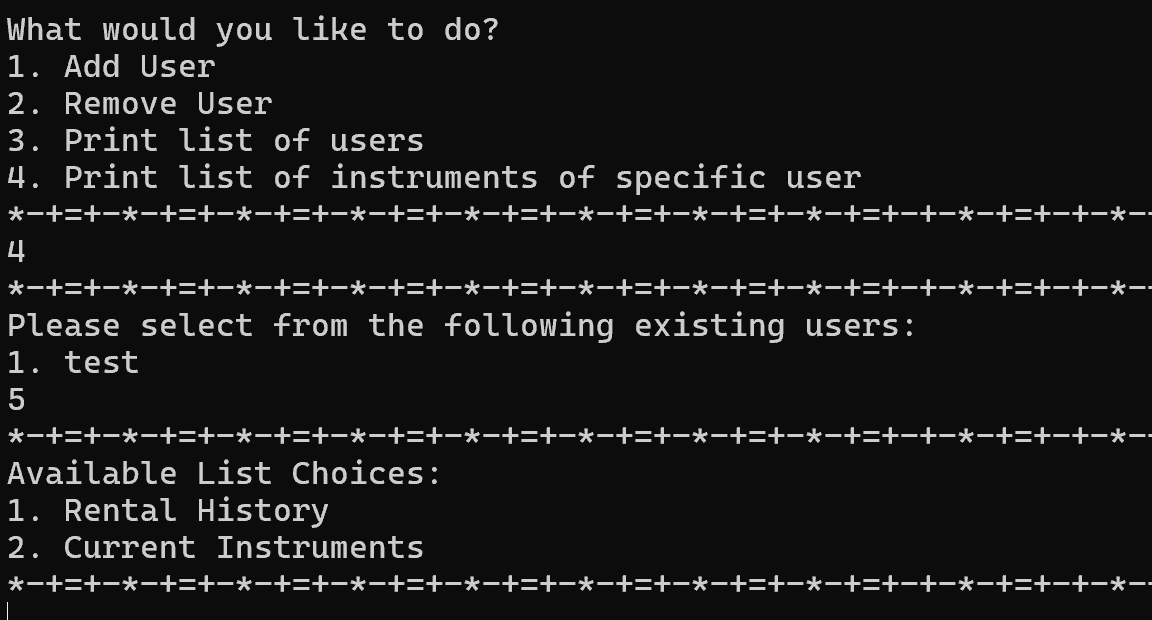 What would you like to do?
1. Add User
2. Remove User
3. Print list of users
4. Print list of instruments of specific user
*-+=+-*-+=+-*-+=+-*-+=+-*-+=+-*-+=+-*-+=+-*-+=+-+-*-+=+-+-*-
4
*-+=+-*-+=+-*-+=+-*-+=+-*-+=+-*-+=+-*-+=+-*-+=+-+-*-+=+-+-*-
Please select from the following existing users:
1. test
5
*-+=+-*-+=+-*-+=+-*-+=+-*-+=+-*-+=+-*-+=+-*-+=+-+-*-+=+-+-*-
Available List Choices:
1. Rental History
2. Current Instruments
*-+=+-*-+=+-*-+=+-*-+=+-*-+=+-*-+=+-*-+=+-*-+=+-+-*-+=+-+-*-